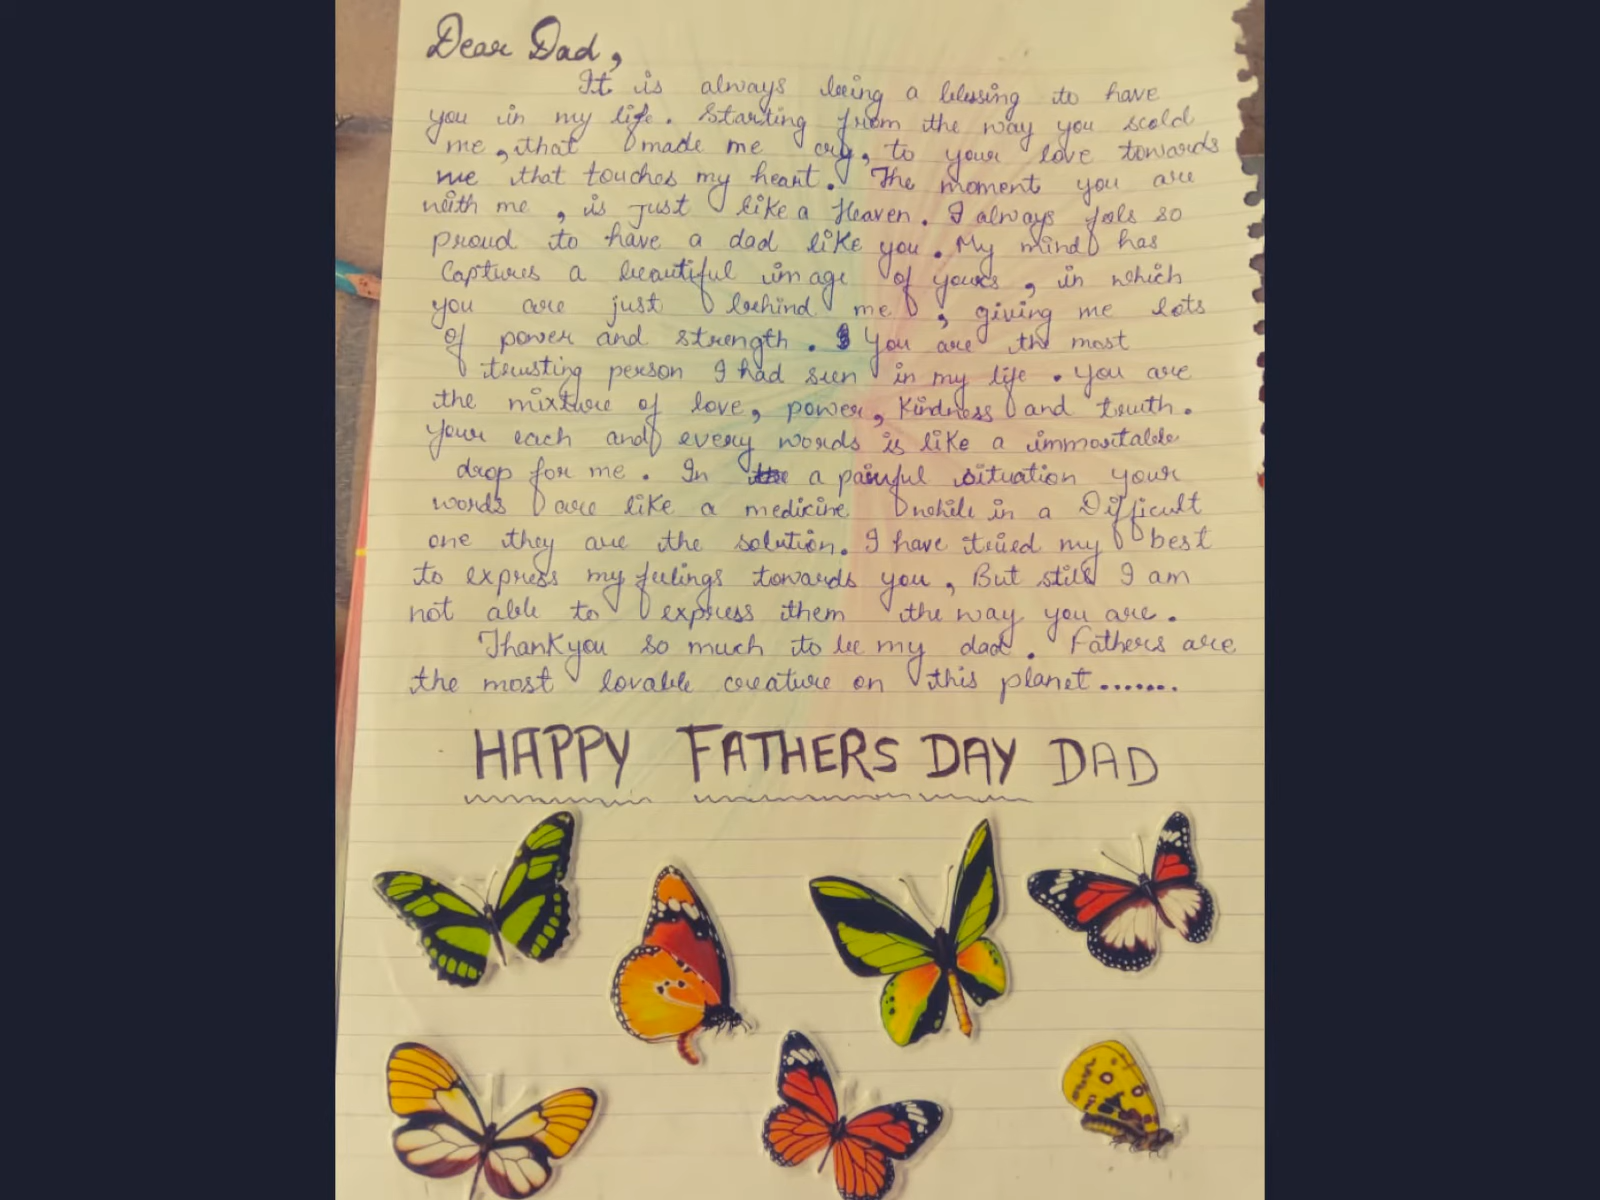 Dear Dad,
It is always being a blessing to have
you in my life. Starting from the way you scold
me, that made me cry, to your love towards
me that touches my heart. The moment you are
with me, is just like a Heaven. I always fels so
proud to have a dad like you. My mind has
Captures a beautiful image of yours, in which
you are just behind me, giving me lots
of power and strength. You are the most
trusting person I had seen in my life. You are
the mixture of love, power, Kindness and truth.
Your each and every words is like a immortable
drop for me. In a painful situation your
words are like a medicine while in a Difficult
one they are the solution. I have tried my best
to express my feelings towards you, But still I am
not able to express them the way you are.
Thankyou so much to be my dad. Fathers are
the most lovable creature on this planet.......
HAPPY FATHERS DAY DAD